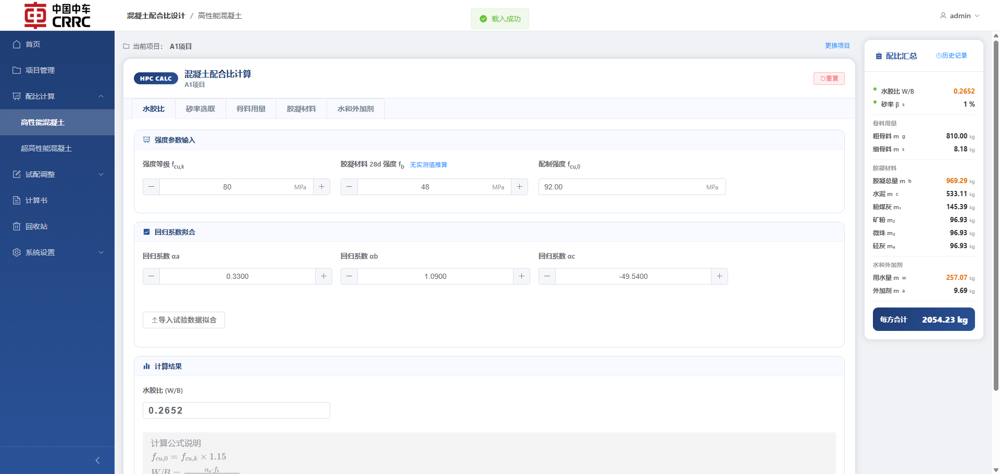 中国中车
CRRC
混凝土配合比设计 / 高性能混凝土
载入成功
admin
首页
项目管理
配比计算
高性能混凝土
超高性能混凝土
试配调整
计算书
回收站
系统设置
当前项目： A1项目
更换项目
HPC CALC
混凝土配合比计算
A1项目
重置
水胶比 砂率选取 骨料用量 胶凝材料 水和外加剂
强度参数输入
强度等级 fcu,k
胶凝材料 28d 强度 fb 无实测值推算
配制强度 fcu,0
80 MPa
48 MPa
92.00 MPa
回归系数拟合
回归系数 αa
回归系数 αb
回归系数 αc
0.3300
1.0900
-49.5400
导入试验数据拟合
计算结果
水胶比 (W/B)
0.2652
计算公式说明
fcu,0 = fcu,k × 1.15
W/B = αa·fb
配比汇总
历史记录
水胶比 W/B 0.2652
砂率 β s 1 %
骨料用量
粗骨料 m g 810.00 kg
细骨料 m s 8.18 kg
胶凝材料
胶凝总量 m b 969.29 kg
水泥 m c 533.11 kg
粉煤灰 m₁ 145.39 kg
矿粉 m₂ 96.93 kg
微珠 m₃ 96.93 kg
硅灰 m₄ 96.93 kg
水和外加剂
用水量 m w 257.07 kg
外加剂 m a 9.69 kg
每方合计 2054.23 kg